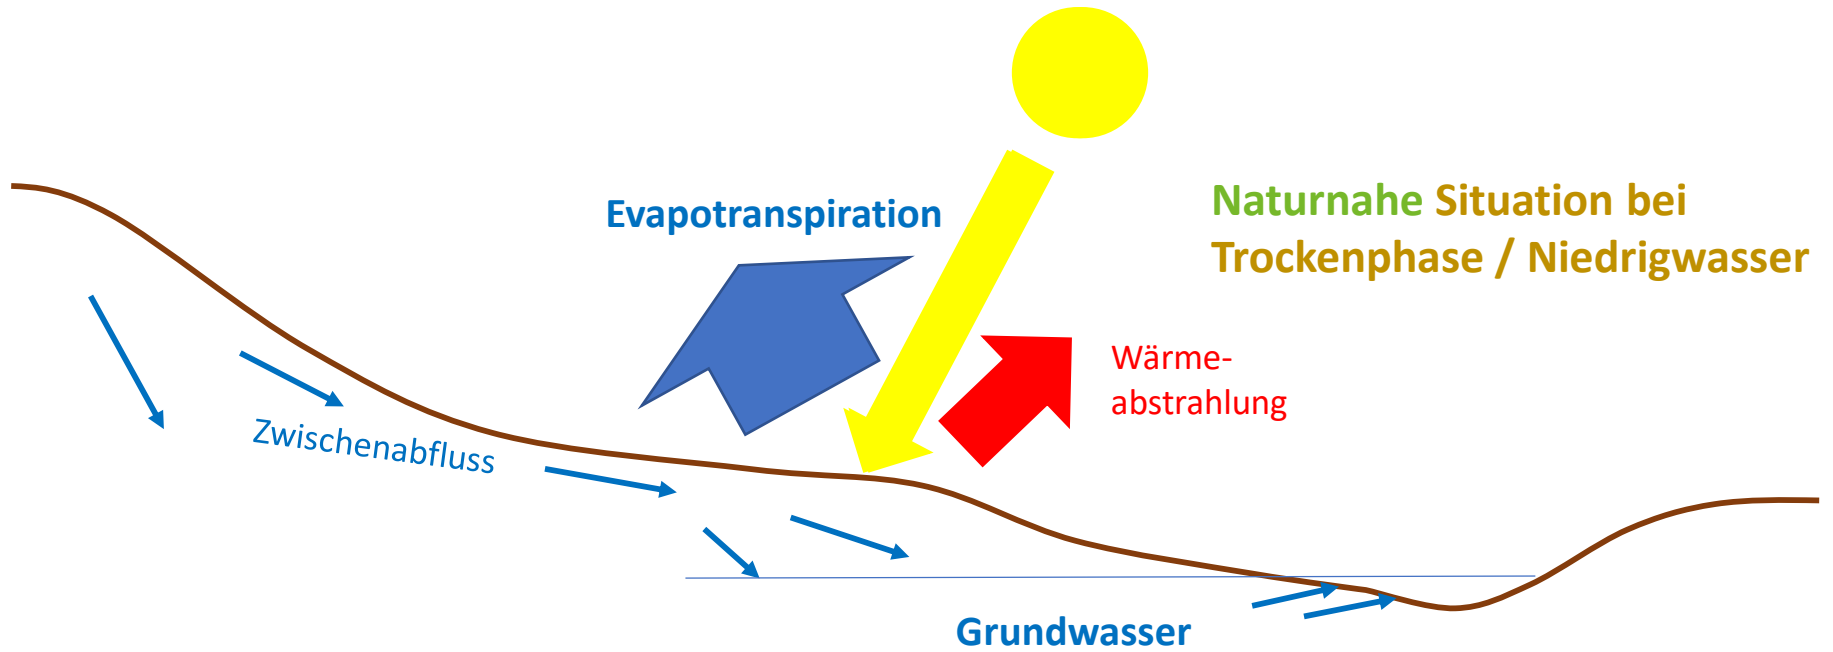 Evapotranspiration
Naturnahe Situation bei
Trockenphase / Niedrigwasser
Wärme-
abstrahlung
Zwischenabfluss
Grundwasser